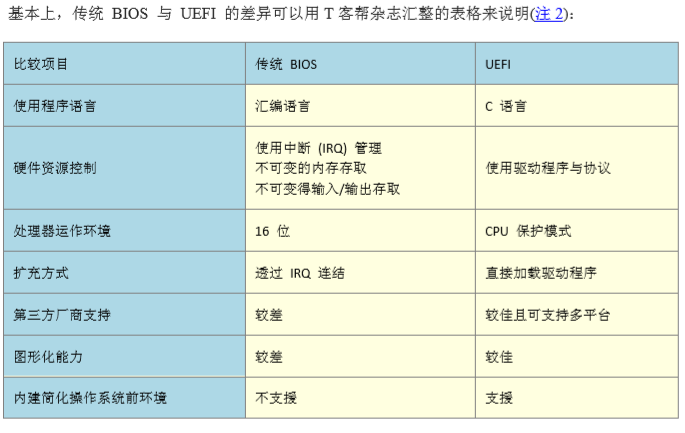 基本上，传统 BIOS 与 UEFI 的差异可以用 T 客帮杂志汇整的表格来说明(注 2)：
比较项目 传统 BIOS UEFI
使用程序语言 汇编语言 C 语言
硬件资源控制 使用中断 (IRQ) 管理
不可变的内存存取
不可变得输入/输出存取 使用驱动程序与协议
处理器运作环境 16 位 CPU 保护模式
扩充方式 透过 IRQ 连结 直接加载驱动程序
第三方厂商支持 较差 较佳且可支持多平台
图形化能力 较差 较佳
内建简化操作系统前环境 不支援 支援